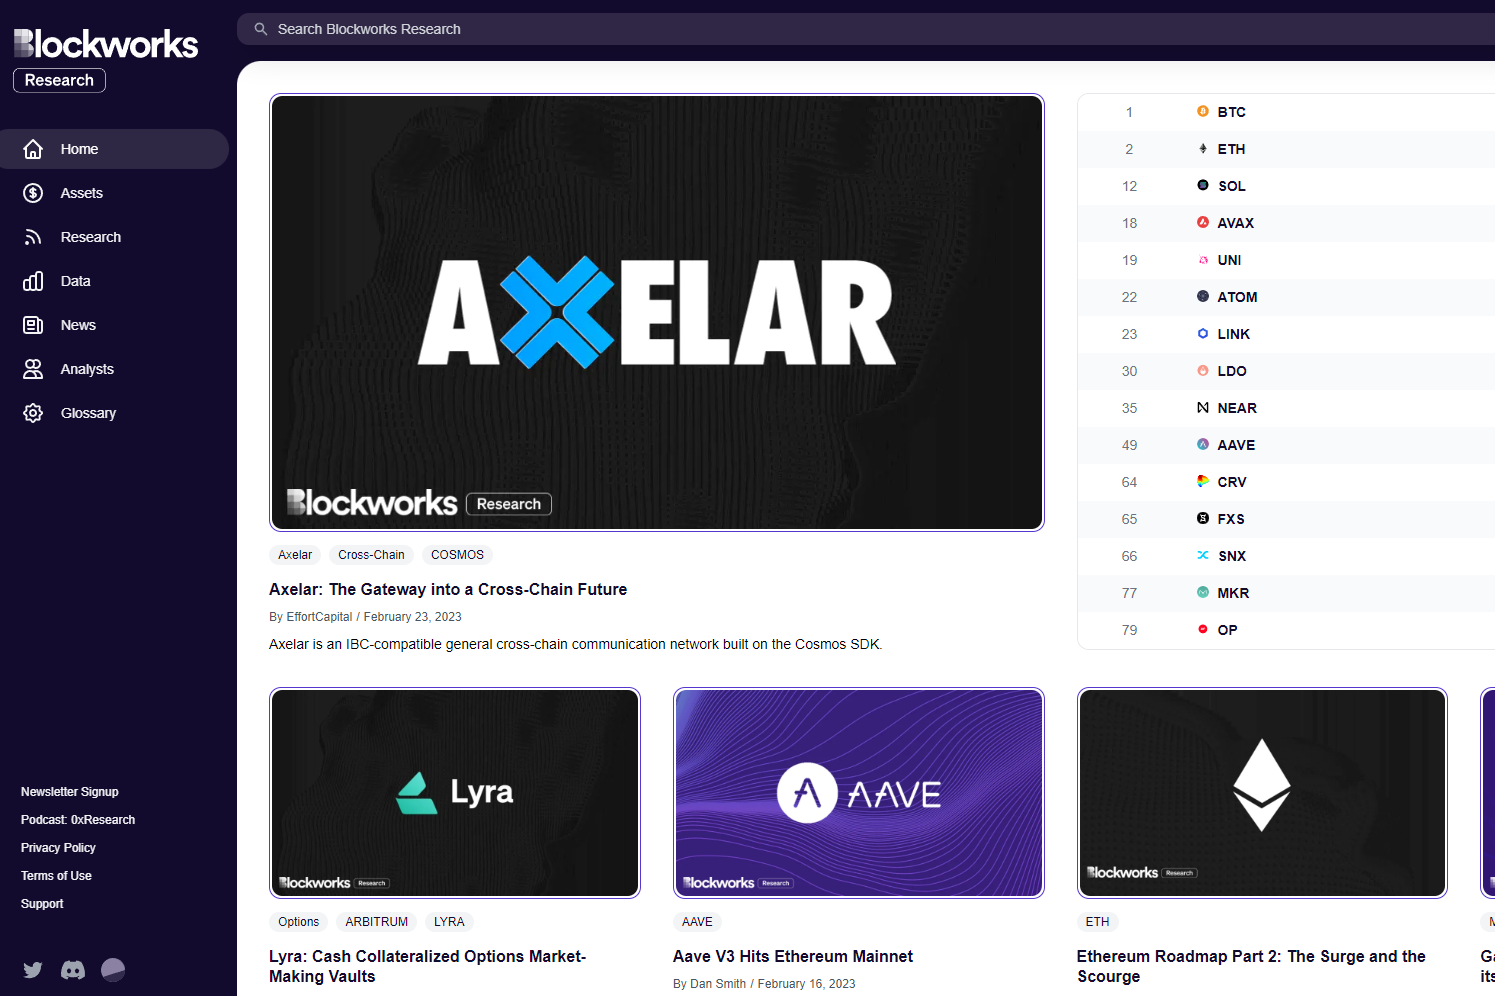 Blockworks
Research
Search Blockworks Research
Home
Assets
Research
Data
News
Analysts
Glossary
Newsletter Signup
Podcast: 0xResearch
Privacy Policy
Terms of Use
Support
AXELAR
Blockworks Research
Axelar Cross-Chain COSMOS
Axelar: The Gateway into a Cross-Chain Future
By EffortCapital / February 23, 2023
Axelar is an IBC-compatible general cross-chain communication network built on the Cosmos SDK.
1 BTC
2 ETH
12 SOL
18 AVAX
19 UNI
22 ATOM
23 LINK
30 LDO
35 NEAR
49 AAVE
64 CRV
65 FXS
66 SNX
77 MKR
79 OP
Lyra
Blockworks Research
Options ARBITRUM LYRA
Lyra: Cash Collateralized Options Market-
Making Vaults
AAVE
Blockworks Research
AAVE
Aave V3 Hits Ethereum Mainnet
By Dan Smith / February 16, 2023
Blockworks Research
ETH
Ethereum Roadmap Part 2: The Surge and the
Scourge
its